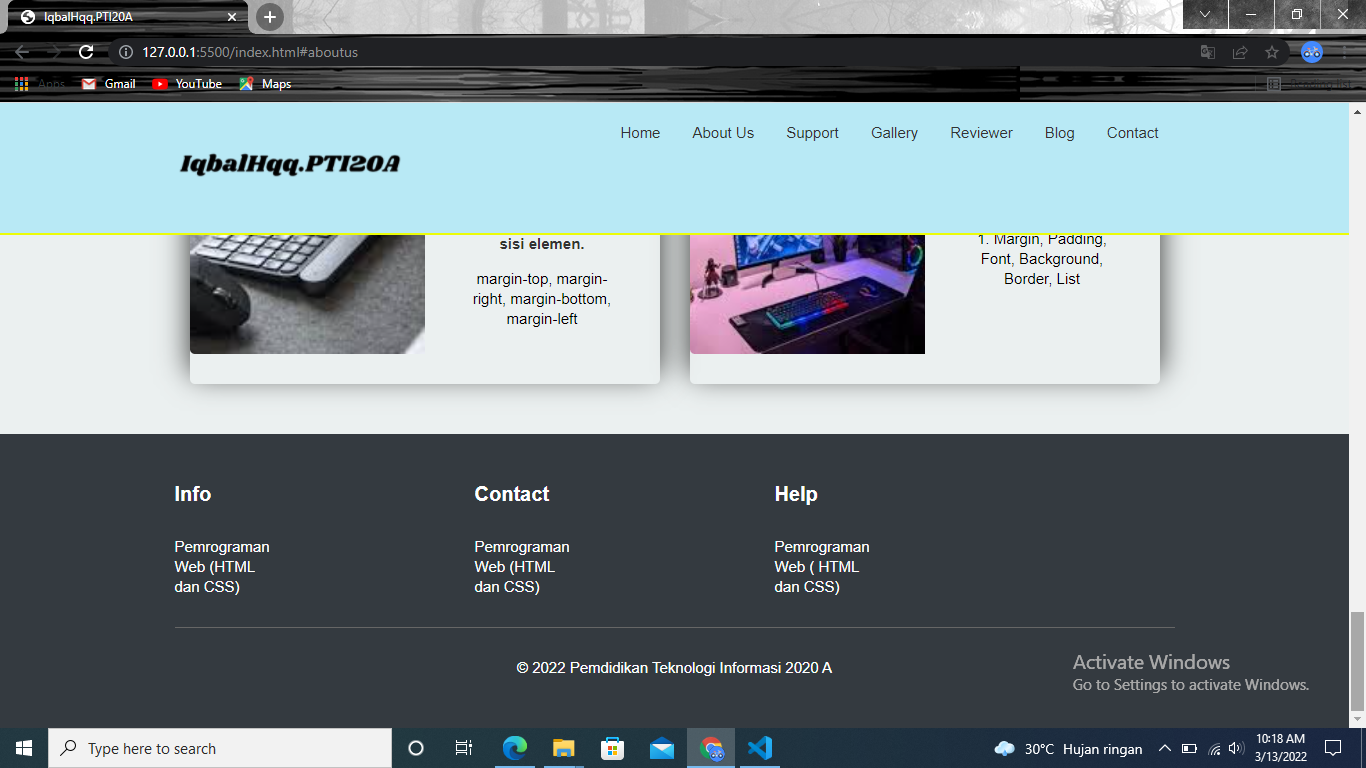 IqbalHqq.PTI20A
127.0.0.1:5500/index.html#aboutus
Apps Gmail YouTube Maps Reading list
Home About Us Support Gallery Reviewer Blog Contact
IqbalHqq.PTI20A
sisi elemen.
margin-top, margin-
right, margin-bottom,
margin-left
1. Margin, Padding,
Font, Background,
Border, List
Info
Pemrograman
Web (HTML
dan CSS)
Contact
Pemrograman
Web (HTML
dan CSS)
Help
Pemrograman
Web ( HTML
dan CSS)
© 2022 Pemdidikan Teknologi Informasi 2020 A
Activate Windows
Go to Settings to activate Windows.
Type here to search
30°C Hujan ringan
10:18 AM
3/13/2022